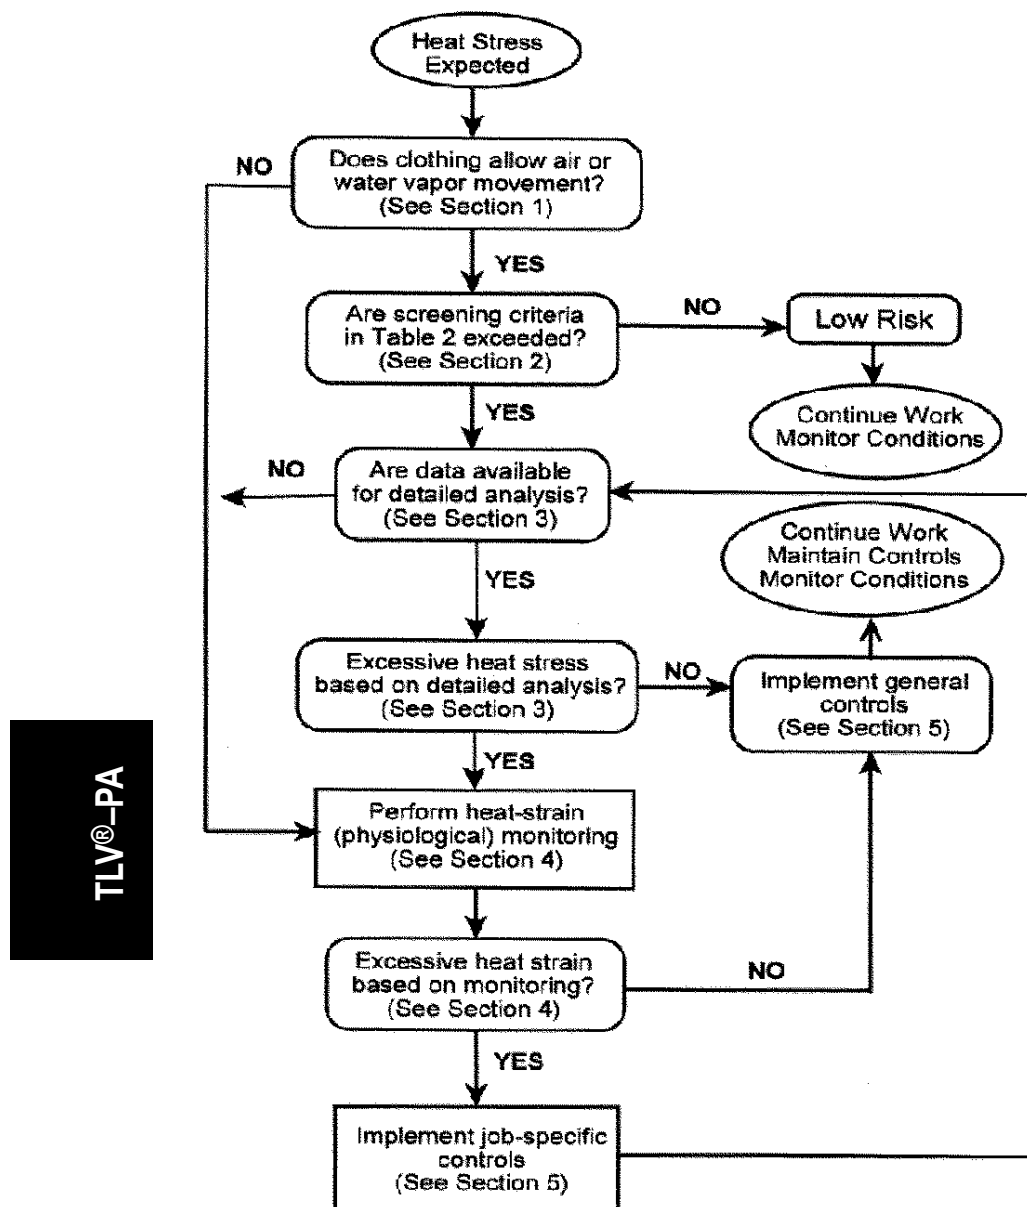 Heat Stress
Expected
NO
Does clothing allow air or
water vapor movement?
(See Section 1)
YES
Are screening criteria
in Table 2 exceeded?
(See Section 2)
NO
Low Risk
YES
Continue Work
Monitor Conditions
NO
Are data available
for detailed analysis?
(See Section 3)
Continue Work
Maintain Controls
Monitor Conditions
YES
Excessive heat stress
based on detailed analysis?
(See Section 3)
NO
Implement general
controls
(See Section 5)
YES
TLV®–PA
Perform heat-strain
(physiological) monitoring
(See Section 4)
Excessive heat strain
based on monitoring?
(See Section 4)
NO
YES
Implement job-specific
controls
(See Section 5)